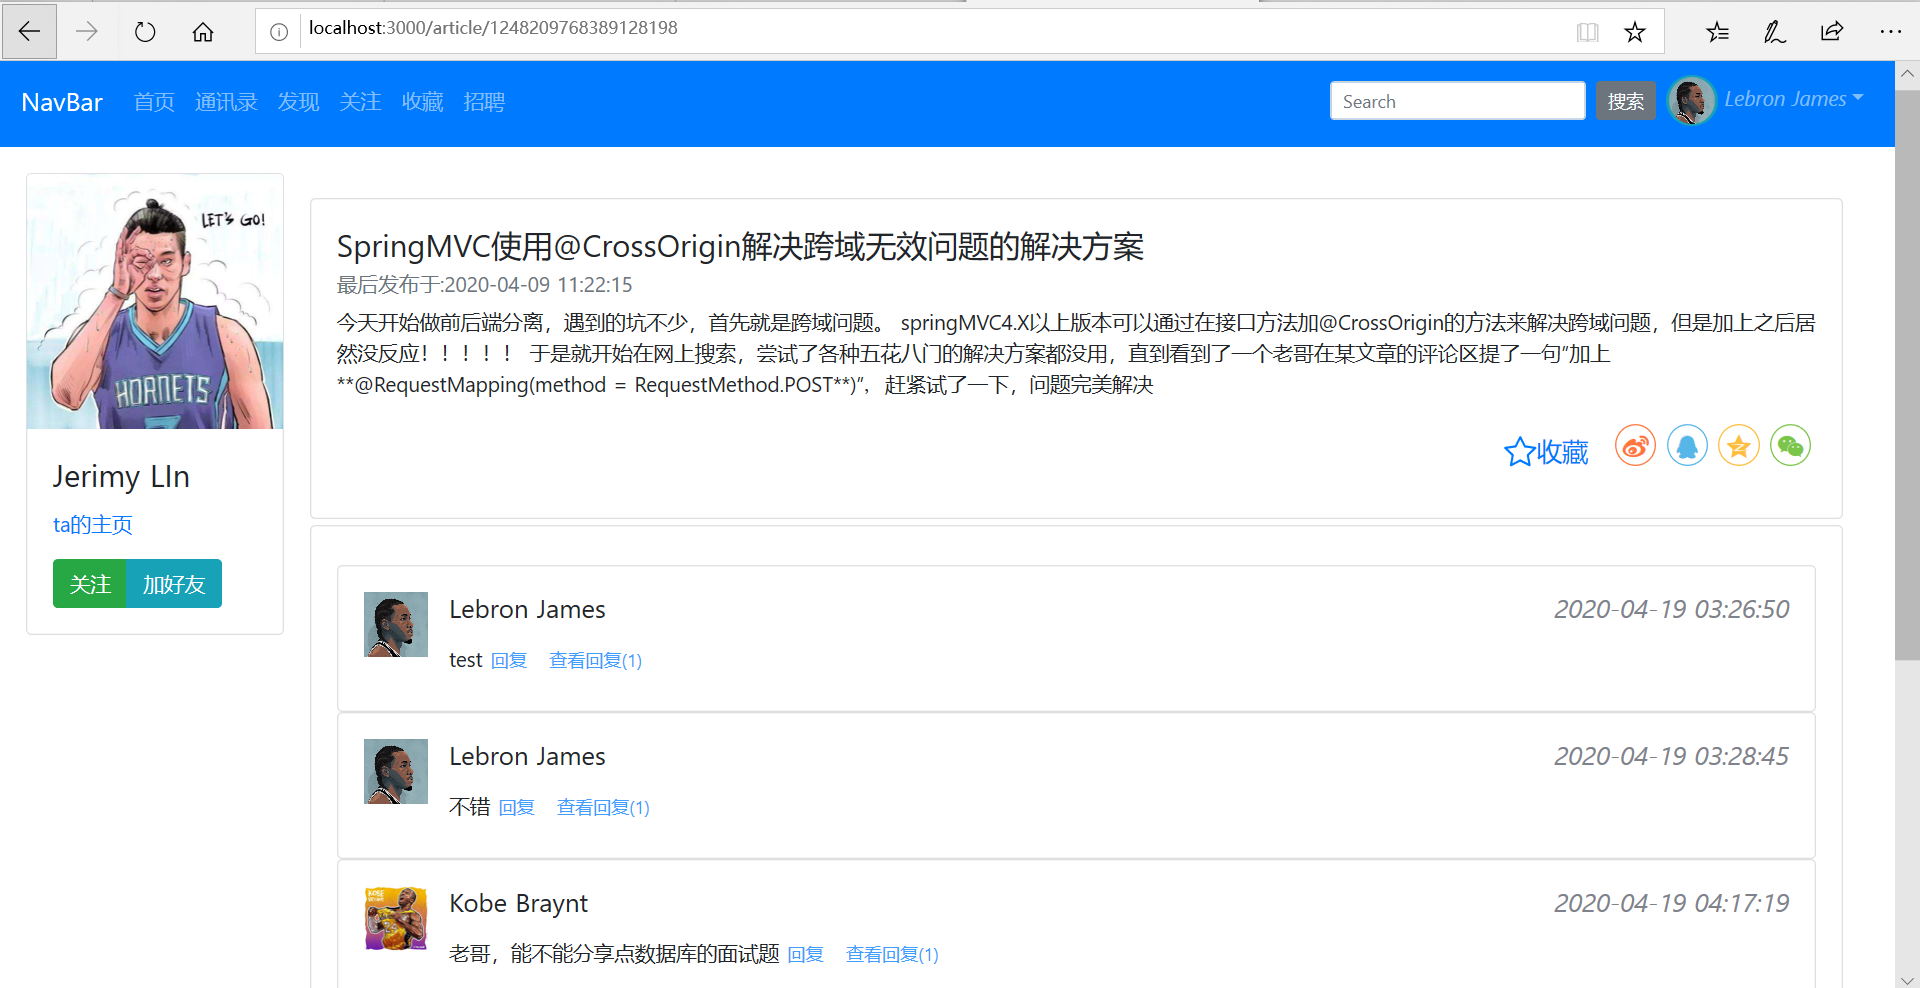 localhost:3000/article/1248209768389128198
NavBar 首页 通讯录 发现 关注 收藏 招聘 Search 搜索 Lebron James
LET'S GO!
HORNETS
Jerimy LIn
ta的主页
关注 加好友
SpringMVC使用@CrossOrigin解决跨域无效问题的解决方案
最后发布于:2020-04-09 11:22:15
今天开始做前后端分离，遇到的坑不少，首先就是跨域问题。 springMVC4.X以上版本可以通过在接口方法加@CrossOrigin的方法来解决跨域问题，但是加上之后居
然没反应！！！！！ 于是就开始在网上搜索，尝试了各种五花八门的解决方案都没用，直到看到了一个老哥在某文章的评论区提了一句”加上
**@RequestMapping(method = RequestMethod.POST**)”，赶紧试了一下，问题完美解决
收藏
Lebron James 2020-04-19 03:26:50
test 回复 查看回复(1)
Lebron James 2020-04-19 03:28:45
不错 回复 查看回复(1)
KOBE
Kobe Braynt 2020-04-19 04:17:19
老哥，能不能分享点数据库的面试题 回复 查看回复(1)